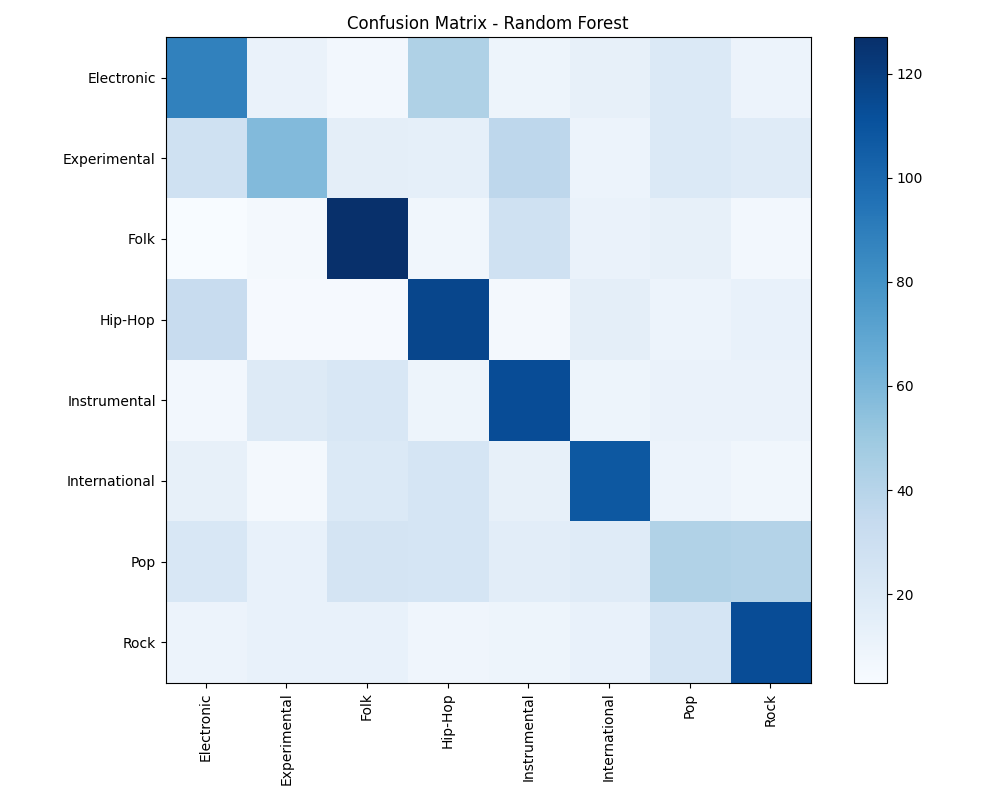 Confusion Matrix - Random Forest
Electronic
Experimental
Folk
Hip-Hop
Instrumental
International
Pop
Rock
Electronic
Experimental
Folk
Hip-Hop
Instrumental
International
Pop
Rock
120
100
80
60
40
20